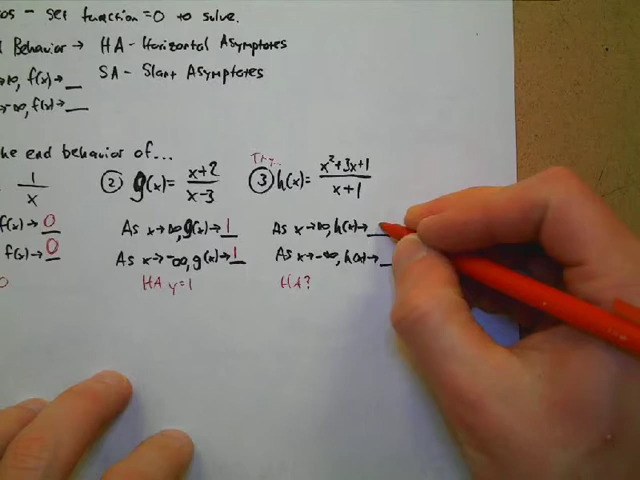 os - set function=0 to solve.
Behavior → HA - Horizontal Asymptotes
∞, f(x)→ __ SA - Slant Asymptotes
-∞, f(x)→ __
he end behavior of...
1/x ② g(x)= (x+2)/(x-3) Try.. ③ h(x)= (x²+3x+1)/(x+1)
f(x)→ 0 As x→∞, g(x)→ 1 As x→∞, h(x)→ __
f(x)→ 0 As x→-∞, g(x)→ 1 As x→-∞, h(x)→ _
0 HA y=1 HA?